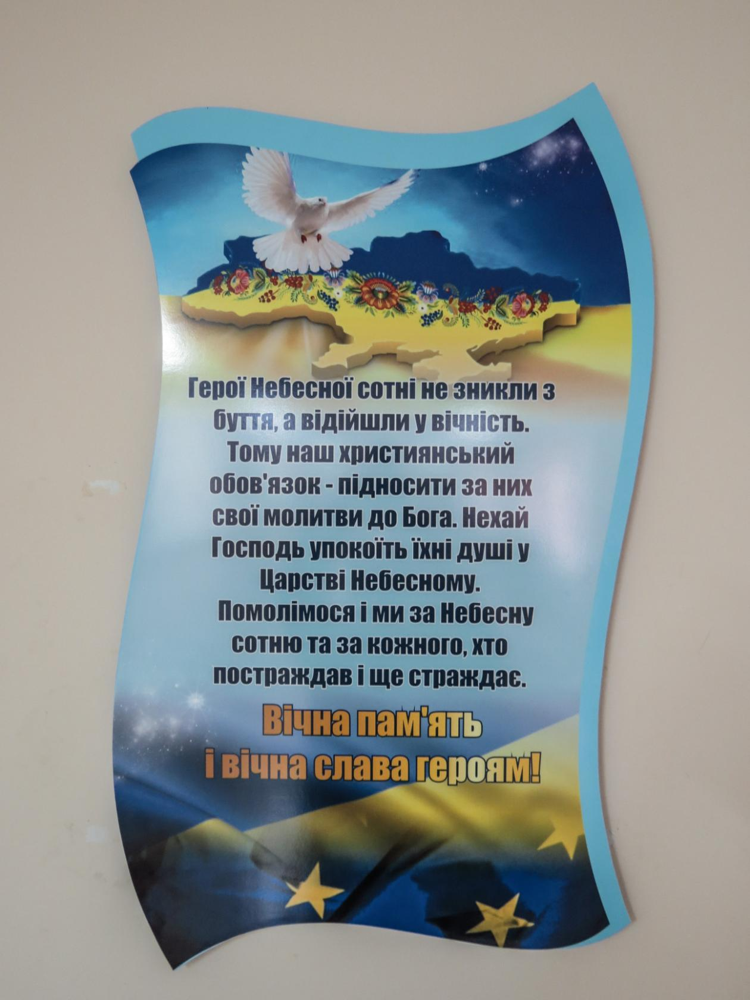 Герої Небесної сотні не зникли з
буття, а відійшли у вічність.
Тому наш християнський
обов'язок - підносити за них
свої молитви до Бога. Нехай
Господь упокоїть їхні душі у
Царстві Небесному.
Помолімося і ми за Небесну
сотню та за кожного, хто
постраждав і ще страждає.
Вічна пам'ять
і вічна слава героям!